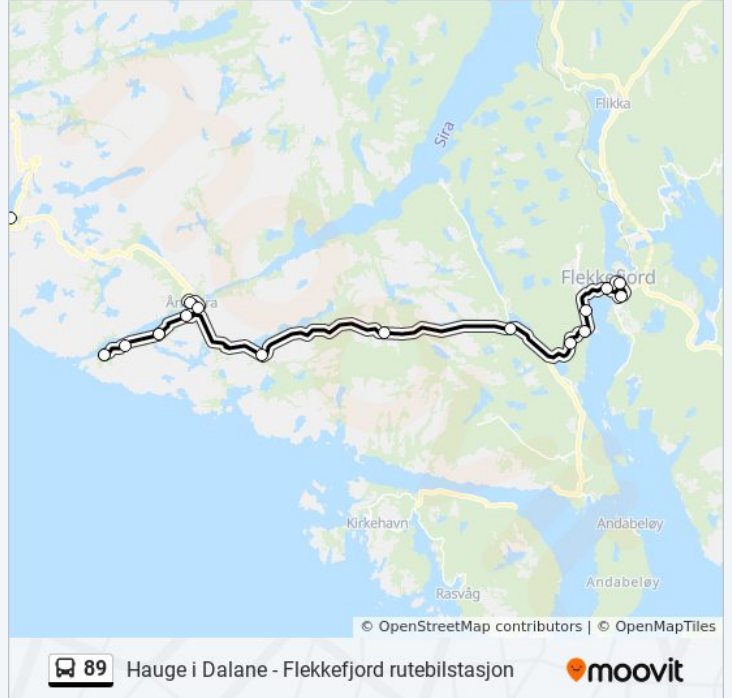 Flikka
Sira
Flekkefjord
Kirkehavn
Andabeløy
Rasvåg
Andabeløy
© OpenStreetMap contributors | © OpenMapTiles
89 Hauge i Dalane - Flekkefjord rutebilstasjon moovit